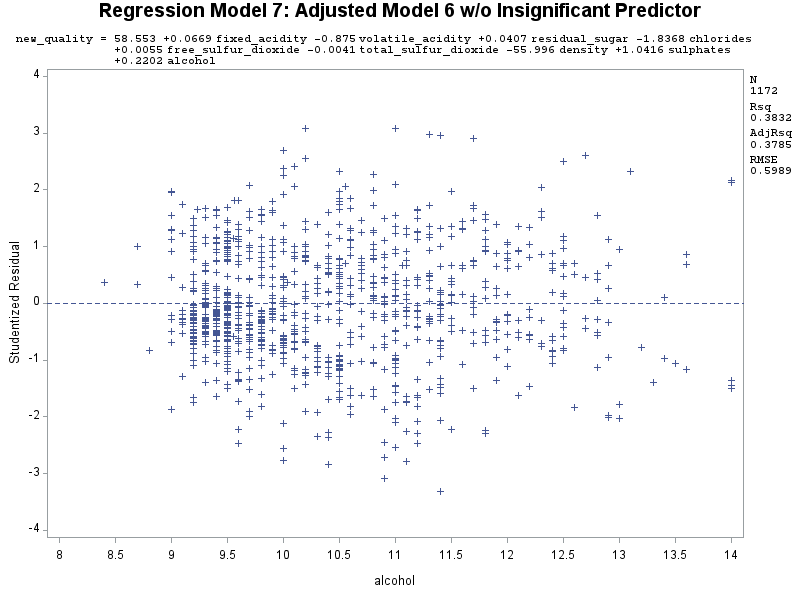 Regression Model 7: Adjusted Model 6 w/o Insignificant Predictor
new_quality = 58.553 +0.0669 fixed_acidity -0.875 volatile_acidity +0.0407 residual_sugar -1.8368 chlorides
+0.0055 free_sulfur_dioxide -0.0041 total_sulfur_dioxide -55.996 density +1.0416 sulphates
+0.2202 alcohol
N
1172
Rsq
0.3832
AdjRsq
0.3785
RMSE
0.5989
Studentized Residual
4
3
2
1
0
-1
-2
-3
-4
8 8.5 9 9.5 10 10.5 11 11.5 12 12.5 13 13.5 14
alcohol